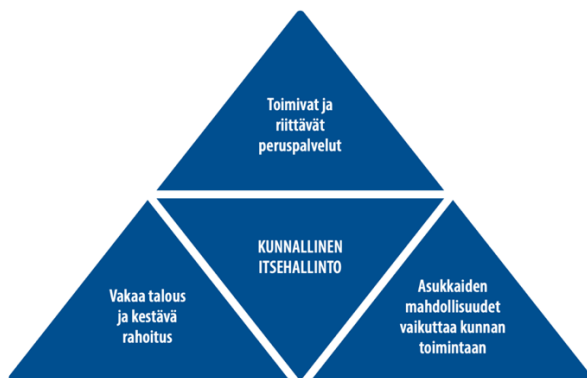 Toimivat ja
riittävät
peruspalvelut
KUNNALLINEN
ITSEHALLINTO
Vakaa talous
ja kestävä
rahoitus
Asukkaiden
mahdollisuudet
vaikuttaa kunnan
toimintaan